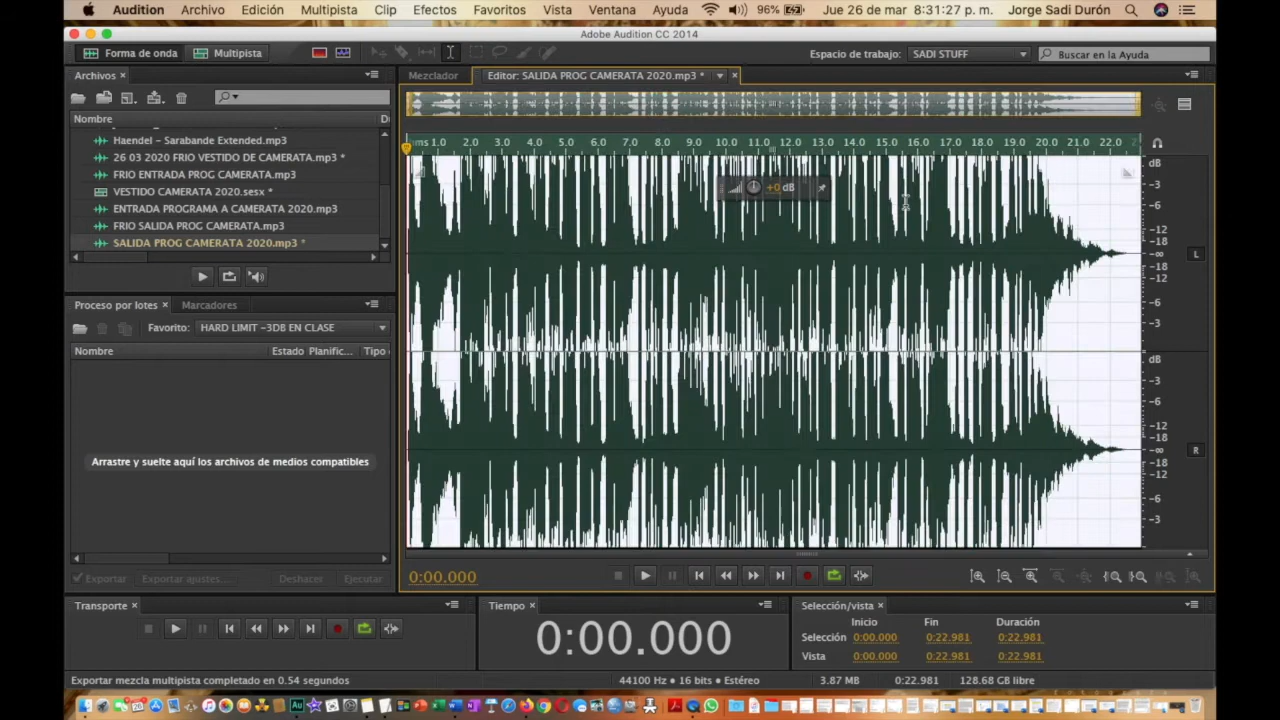 Audition Archivo Edición Multipista Clip Efectos Favoritos Vista Ventana Ayuda 96% Jue 26 de mar 8:31:27 p. m. Jorge Sadi Durón
Adobe Audition CC 2014
Forma de onda Multipista Espacio de trabajo: SADI STUFF Buscar en la Ayuda
Archivos Mezclador Editor: SALIDA PROG CAMERATA 2020.mp3 *
Nombre
Haendel - Sarabande Extended.mp3
26 03 2020 FRIO VESTIDO DE CAMERATA.mp3 *
FRIO ENTRADA PROG CAMERATA.mp3
VESTIDO CAMERATA 2020.sesx *
ENTRADA PROGRAMA A CAMERATA 2020.mp3
FRIO SALIDA PROG CAMERATA.mp3
SALIDA PROG CAMERATA 2020.mp3 *
1.0 2.0 3.0 4.0 5.0 6.0 7.0 8.0 9.0 10.0 11.0 12.0 13.0 14.0 15.0 16.0 17.0 18.0 19.0 20.0 21.0 22.0
+0 dB
dB
-3
-6
-12
-18
-∞
-18
-12
-6
-3
L
dB
-3
-6
-12
-18
-∞
-18
-12
-6
-3
R
Proceso por lotes Marcadores
Favorito: HARD LIMIT -3DB EN CLASE
Nombre Estado Planific... Tipo
Arrastre y suelte aquí los archivos de medios compatibles
Exportar Exportar ajustes... Deshacer Ejecutar
0:00.000
Transporte Tiempo Selección/vista
0:00.000
Inicio Fin Duración
Selección 0:00.000 0:22.981 0:22.981
Vista 0:00.000 0:22.981 0:22.981
Exportar mezcla multipista completado en 0.54 segundos 44100 Hz • 16 bits • Estéreo 3.87 MB 0:22.981 128.68 GB libre